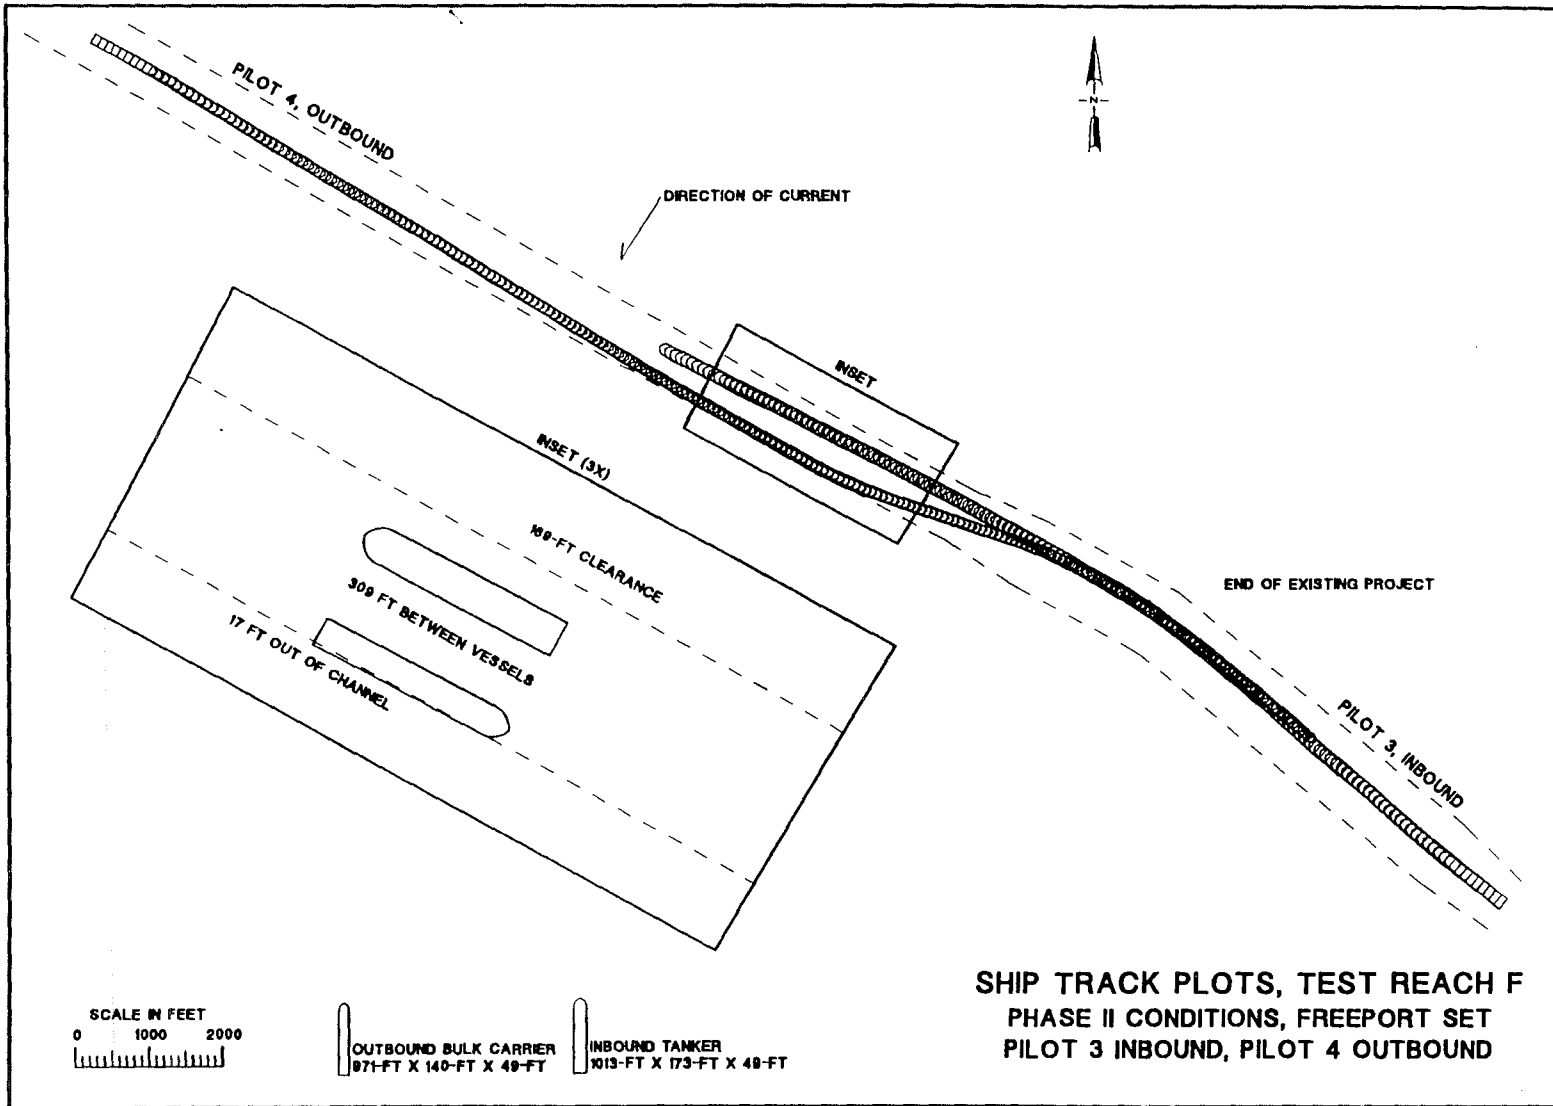 PILOT 4, OUTBOUND
N
DIRECTION OF CURRENT
INSET
INSET (3X)
169-FT CLEARANCE
309 FT BETWEEN VESSELS
17 FT OUT OF CHANNEL
END OF EXISTING PROJECT
PILOT 3, INBOUND
SCALE IN FEET
0 1000 2000
OUTBOUND BULK CARRIER
971-FT X 140-FT X 49-FT
INBOUND TANKER
1013-FT X 173-FT X 49-FT
SHIP TRACK PLOTS, TEST REACH F
PHASE II CONDITIONS, FREEPORT SET
PILOT 3 INBOUND, PILOT 4 OUTBOUND